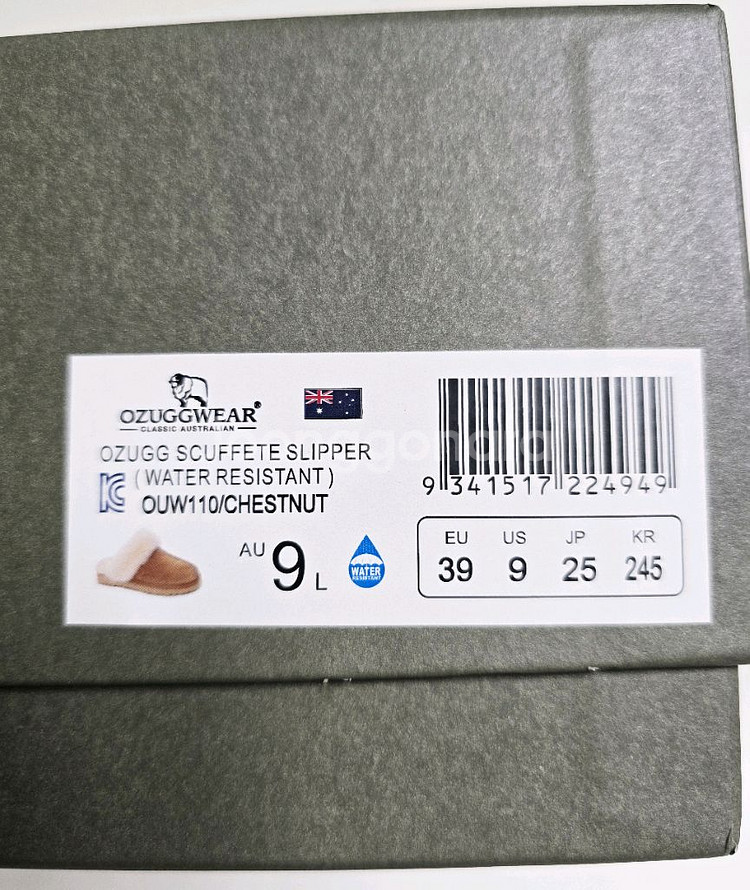 OZUGGWEAR®
CLASSIC AUSTRALIAN
OZUGG SCUFFETE SLIPPER
( WATER RESISTANT )
OUW110/CHESTNUT
AU 9 L
WATER
RESISTANT
9 341517 224949
EU US JP KR
39 9 25 245